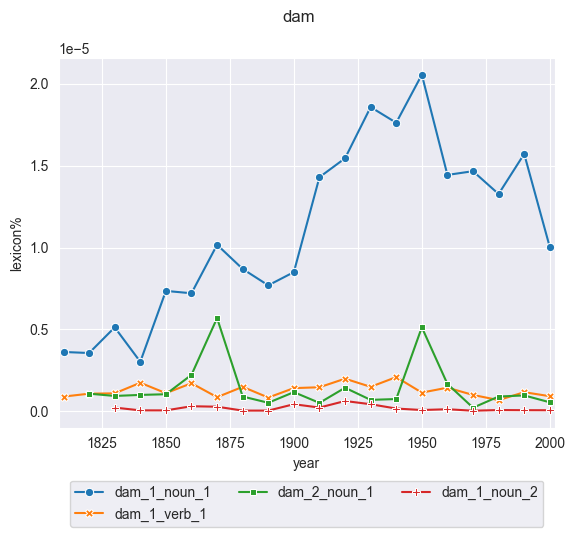 dam
1e−5
2.0
1.5
1.0
0.5
0.0
lexicon%
1825 1850 1875 1900 1925 1950 1975 2000
year
dam_1_noun_1 dam_2_noun_1 dam_1_noun_2
dam_1_verb_1